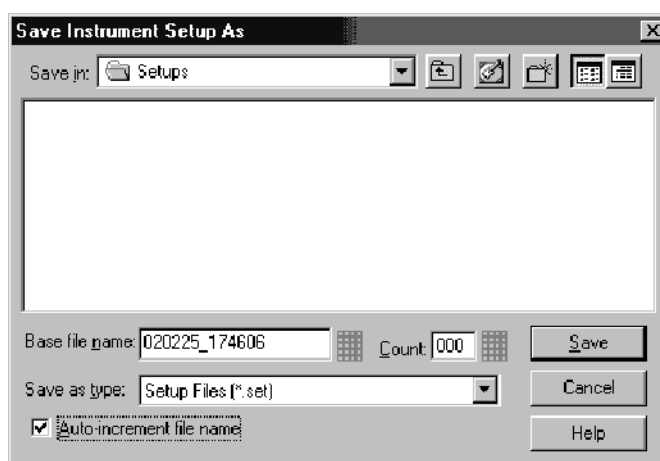 Save Instrument Setup As
Save in: Setups
Base file name: 020225_174606 Count: 000 Save
Save as type: Setup Files (*.set) Cancel
Auto-increment file name Help